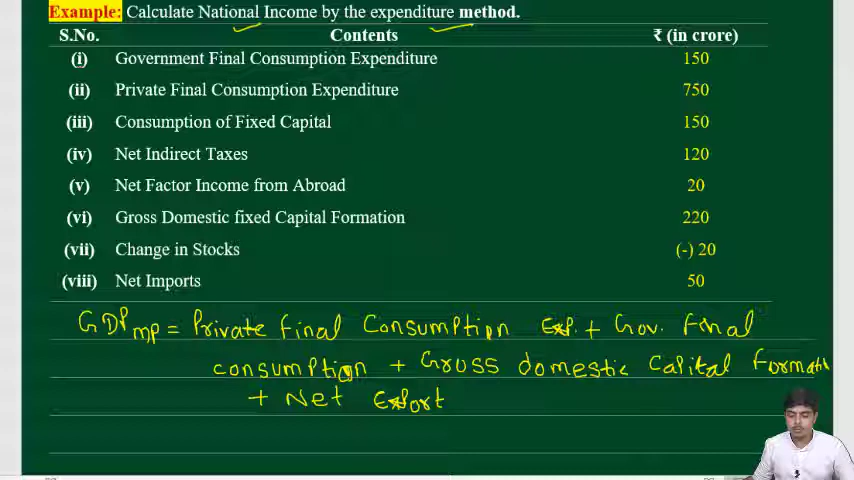 Example: Calculate National Income by the expenditure method.
S.No. Contents ₹ (in crore)
(i) Government Final Consumption Expenditure 150
(ii) Private Final Consumption Expenditure 750
(iii) Consumption of Fixed Capital 150
(iv) Net Indirect Taxes 120
(v) Net Factor Income from Abroad 20
(vi) Gross Domestic fixed Capital Formation 220
(vii) Change in Stocks (-) 20
(viii) Net Imports 50
GDP MP = Private Final Consumption Exp. + Gov. Final
consumption + Gross domestic Capital Formation
+ Net Export